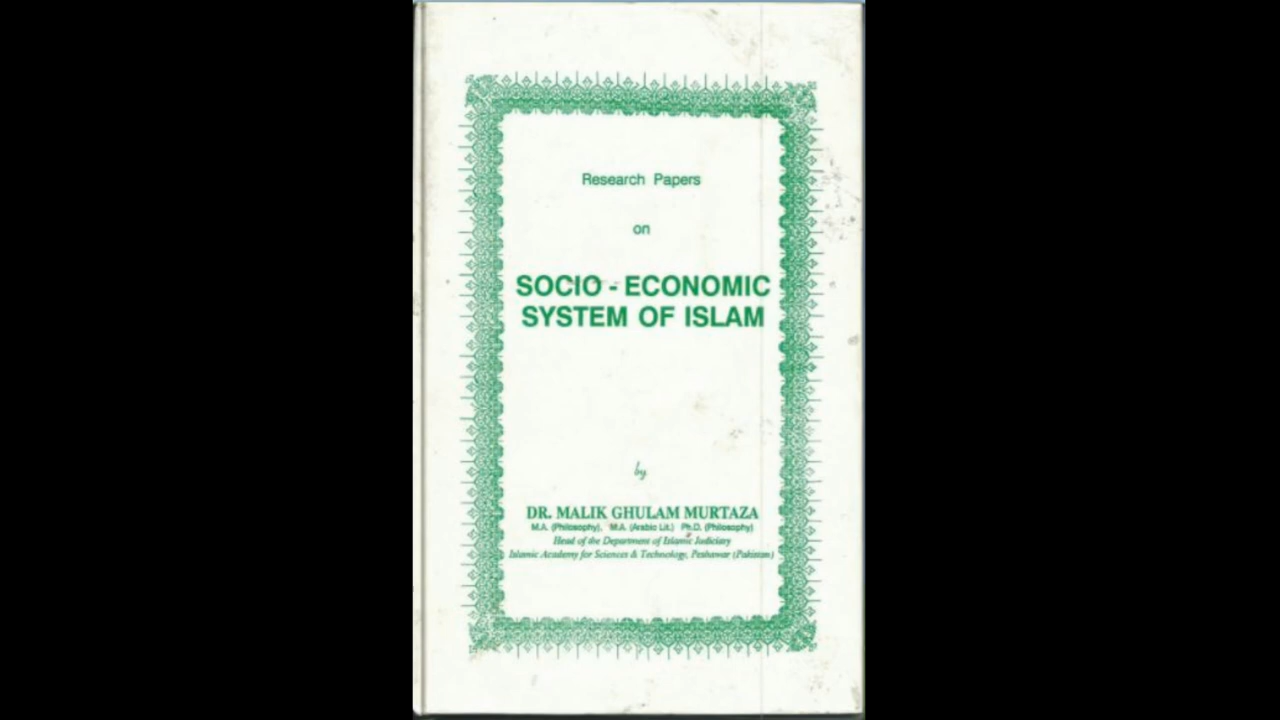 Research Papers
on
SOCIO - ECONOMIC
SYSTEM OF ISLAM
by
DR. MALIK GHULAM MURTAZA
M.A. (Philosophy), M.A. (Arabic Lit.) Ph.D. (Philosophy)
Head of the Department of Islamic Judiciary
Islamic Academy for Sciences & Technology, Peshawar (Pakistan)